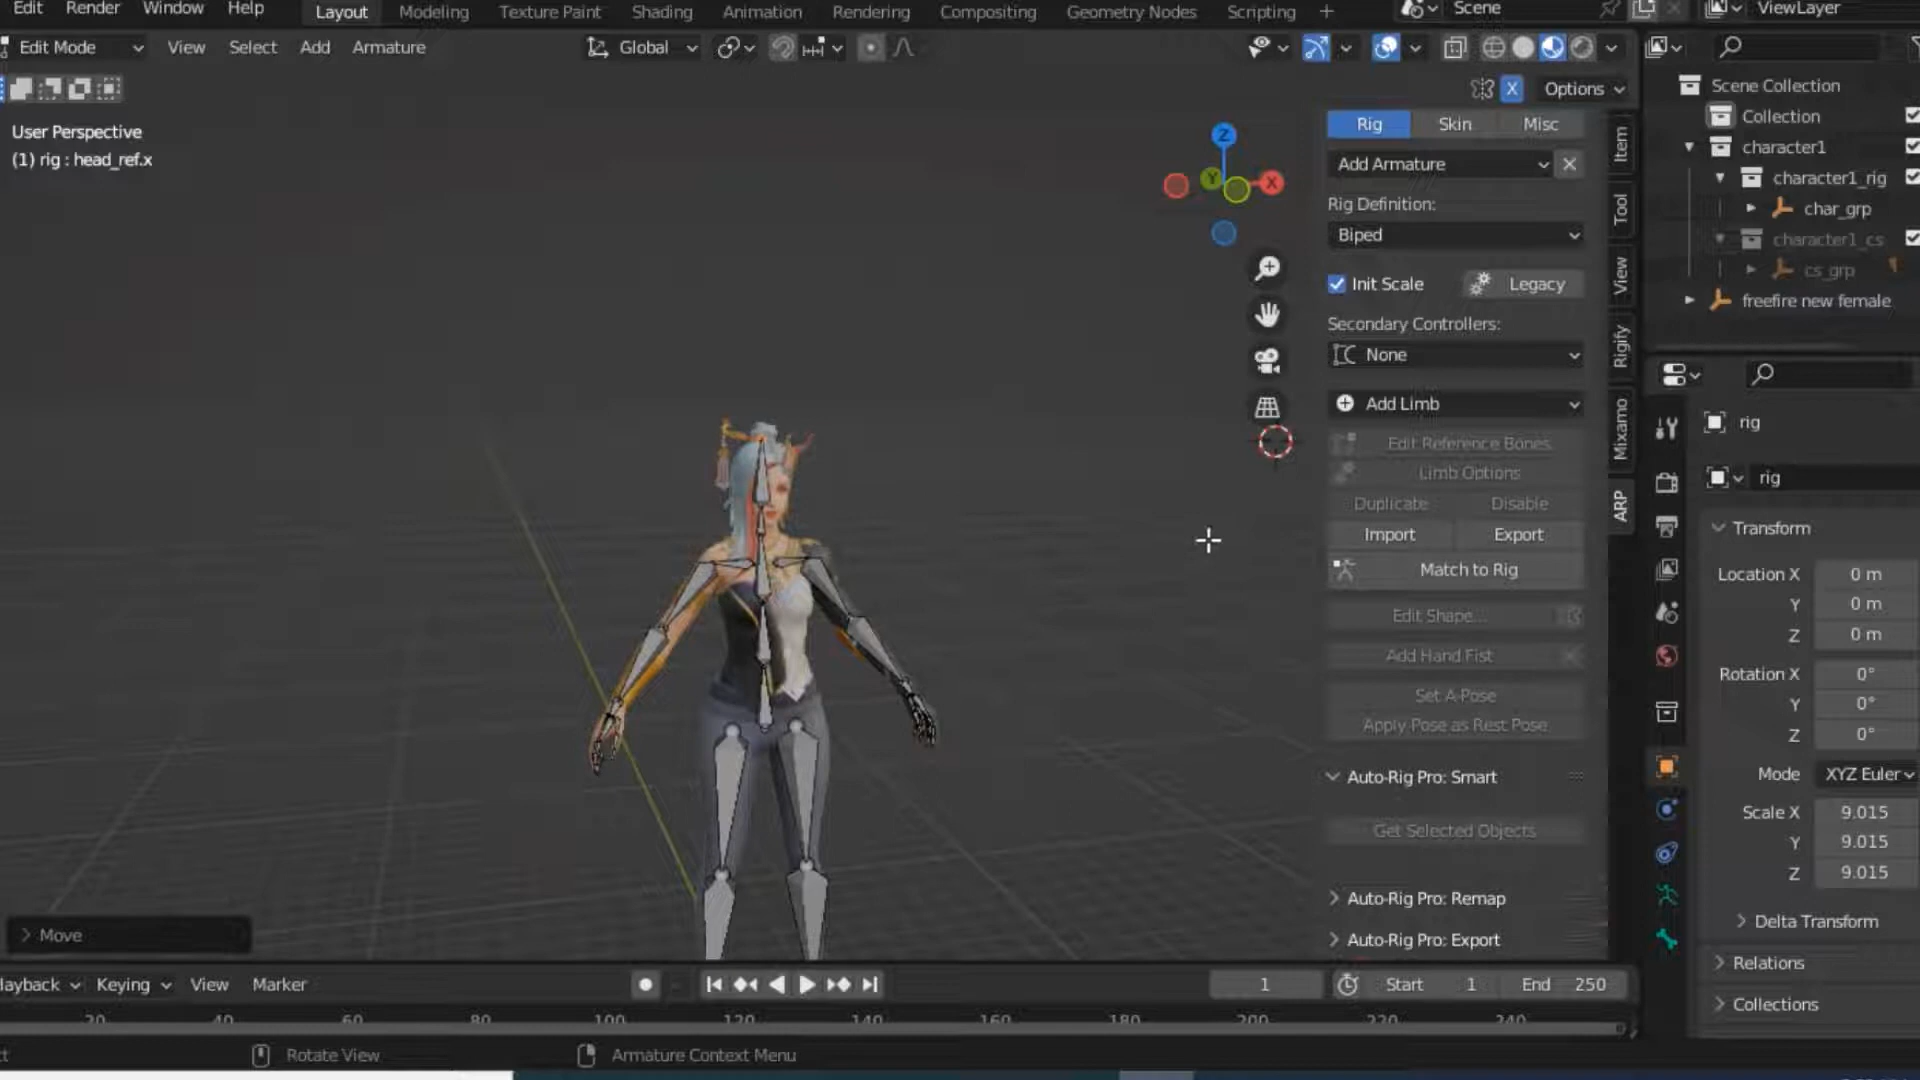 Edit Render Window Help Layout Modeling Texture Paint Shading Animation Rendering Compositing Geometry Nodes Scripting + Scene ViewLayer
Edit Mode View Select Add Armature Global
Options
User Perspective
(1) rig : head_ref.x
Z
Y
X
Rig Skin Misc
Add Armature
Rig Definition:
Biped
Init Scale Legacy
Secondary Controllers:
None
Add Limb
Edit Reference Bones
Limb Options
Duplicate Disable
Import Export
Match to Rig
Edit Shape...
Add Hand Fist
Set A-Pose
Apply Pose as Rest Pose
Auto-Rig Pro: Smart
Get Selected Objects
Auto-Rig Pro: Remap
Auto-Rig Pro: Export
Item
Tool
View
Rigify
Mixamo
ARP
Scene Collection
Collection
character1
character1_rig
char_grp
character1_cs
cs_grp
freefire new female
rig
rig
Transform
Location X 0 m
Y 0 m
Z 0 m
Rotation X 0°
Y 0°
Z 0°
Mode XYZ Euler
Scale X 9.015
Y 9.015
Z 9.015
Delta Transform
Relations
Collections
Move
layback Keying View Marker 1 Start 1 End 250
20 40 60 80 100 120 140 160 180 200 220 240
Rotate View Armature Context Menu